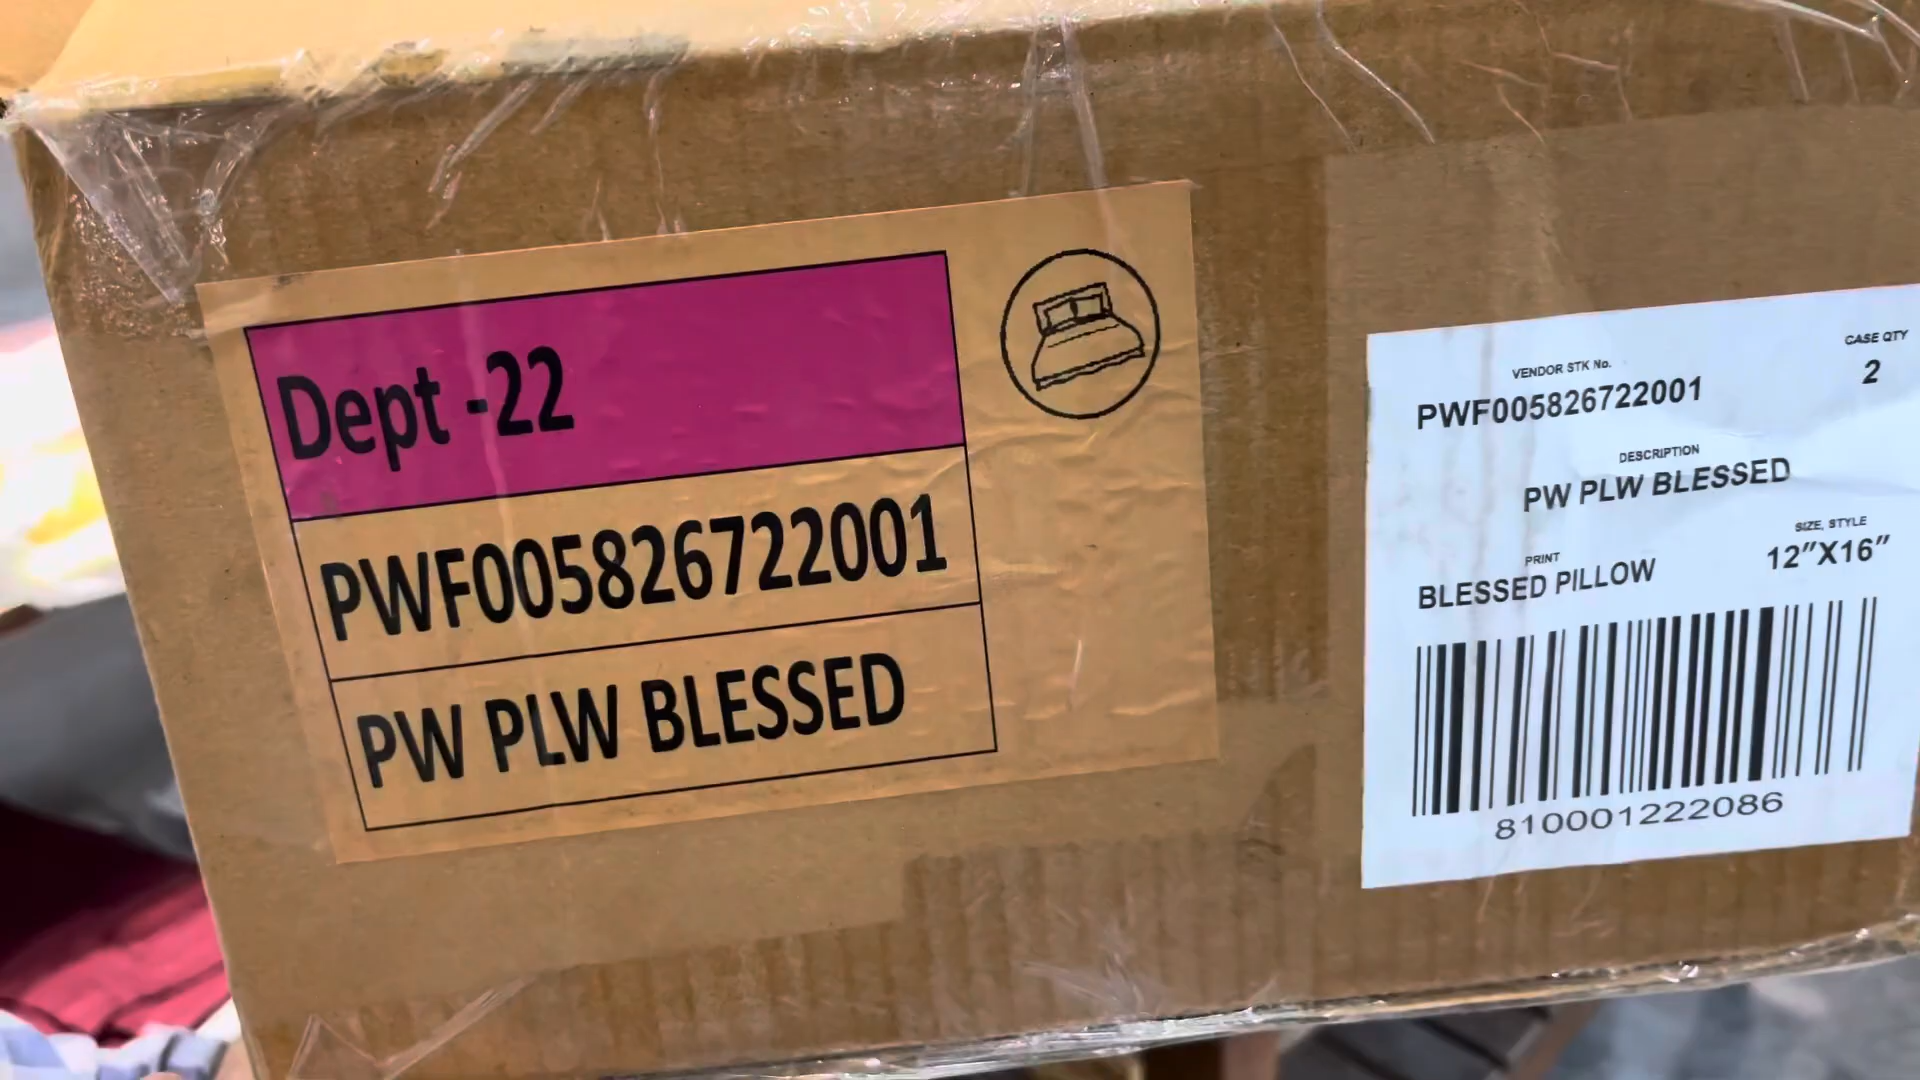 Dept -22
PWF005826722001
PW PLW BLESSED
VENDOR STK No.
PWF005826722001
CASE QTY
2
DESCRIPTION
PW PLW BLESSED
PRINT
BLESSED PILLOW
SIZE, STYLE
12"X16"
810001222086